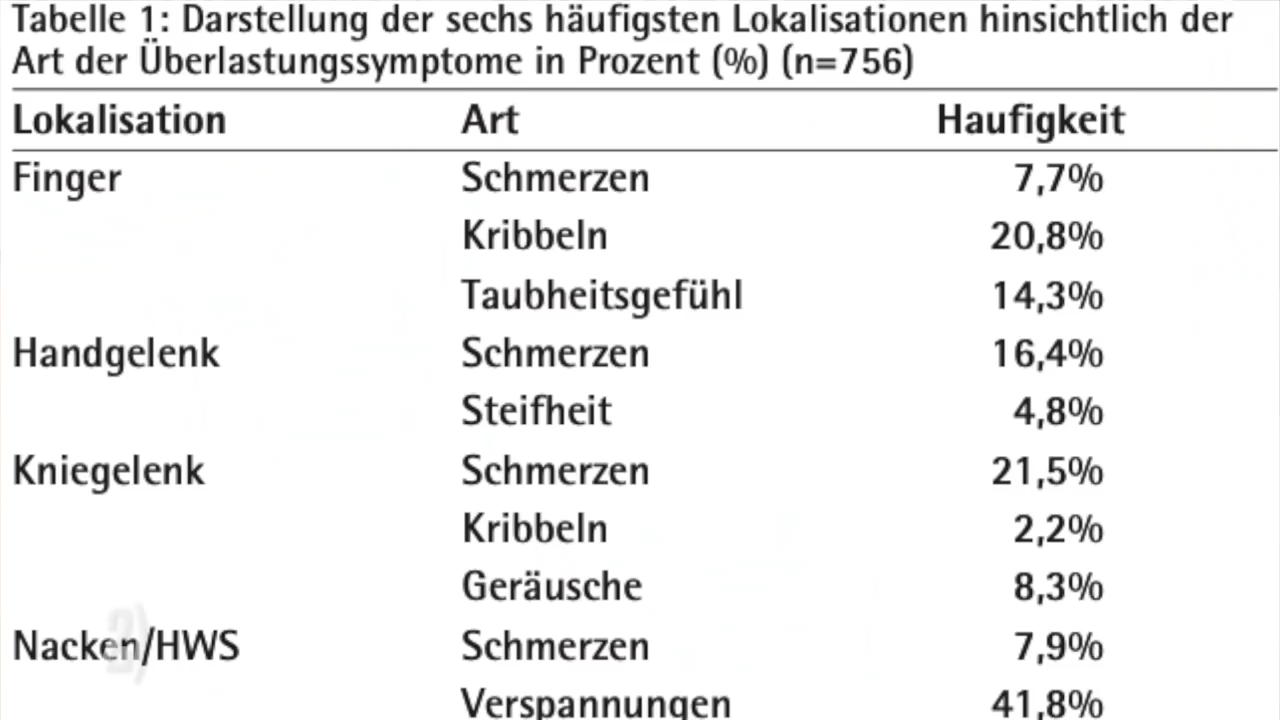 Tabelle 1: Darstellung der sechs häufigsten Lokalisationen hinsichtlich der
Art der Überlastungssymptome in Prozent (%) (n=756)
Lokalisation Art Haufigkeit
Finger Schmerzen 7,7%
Kribbeln 20,8%
Taubheitsgefühl 14,3%
Handgelenk Schmerzen 16,4%
Steifheit 4,8%
Kniegelenk Schmerzen 21,5%
Kribbeln 2,2%
Geräusche 8,3%
Nacken/HWS Schmerzen 7,9%
Verspannungen 41,8%